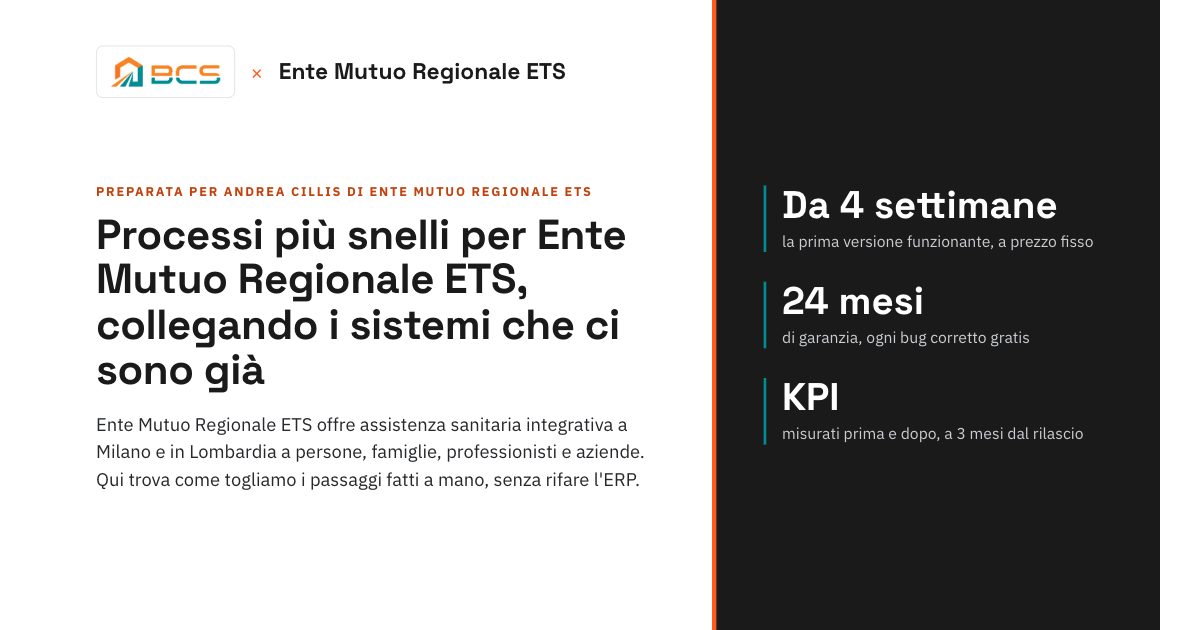 BCS × Ente Mutuo Regionale ETS
PREPARATA PER ANDREA CILLIS DI ENTE MUTUO REGIONALE ETS
Processi più snelli per Ente
Mutuo Regionale ETS,
collegando i sistemi che ci
sono già
Ente Mutuo Regionale ETS offre assistenza sanitaria integrativa a
Milano e in Lombardia a persone, famiglie, professionisti e aziende.
Qui trova come togliamo i passaggi fatti a mano, senza rifare l'ERP.
Da 4 settimane
la prima versione funzionante, a prezzo fisso
24 mesi
di garanzia, ogni bug corretto gratis
KPI
misurati prima e dopo, a 3 mesi dal rilascio